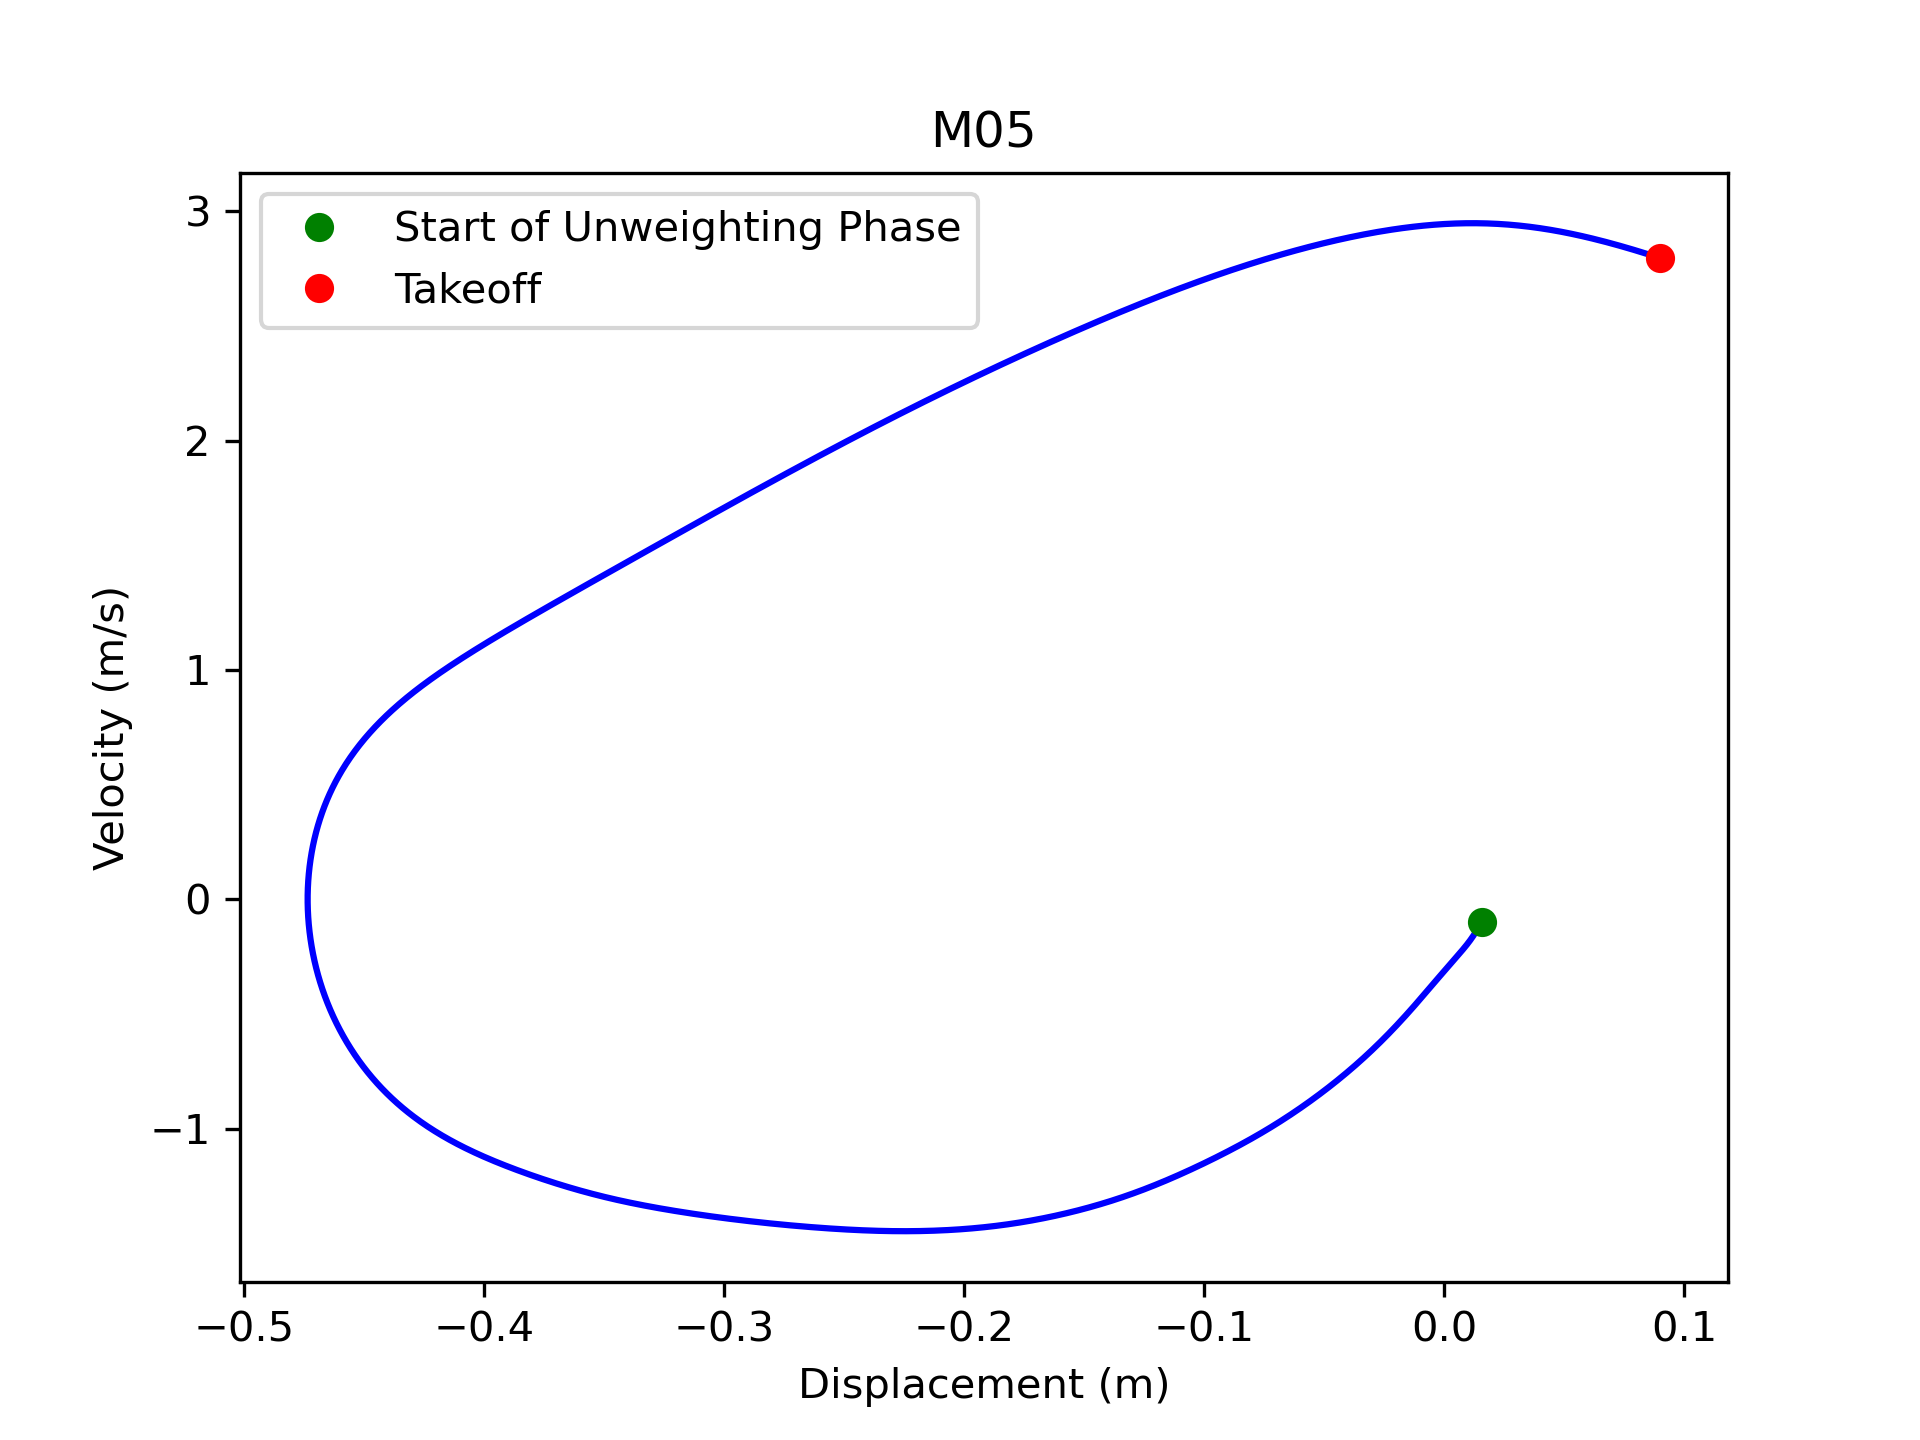 M05
Start of Unweighting Phase
Takeoff
3
2
1
0
−1
Velocity (m/s)
−0.5 −0.4 −0.3 −0.2 −0.1 0.0 0.1
Displacement (m)